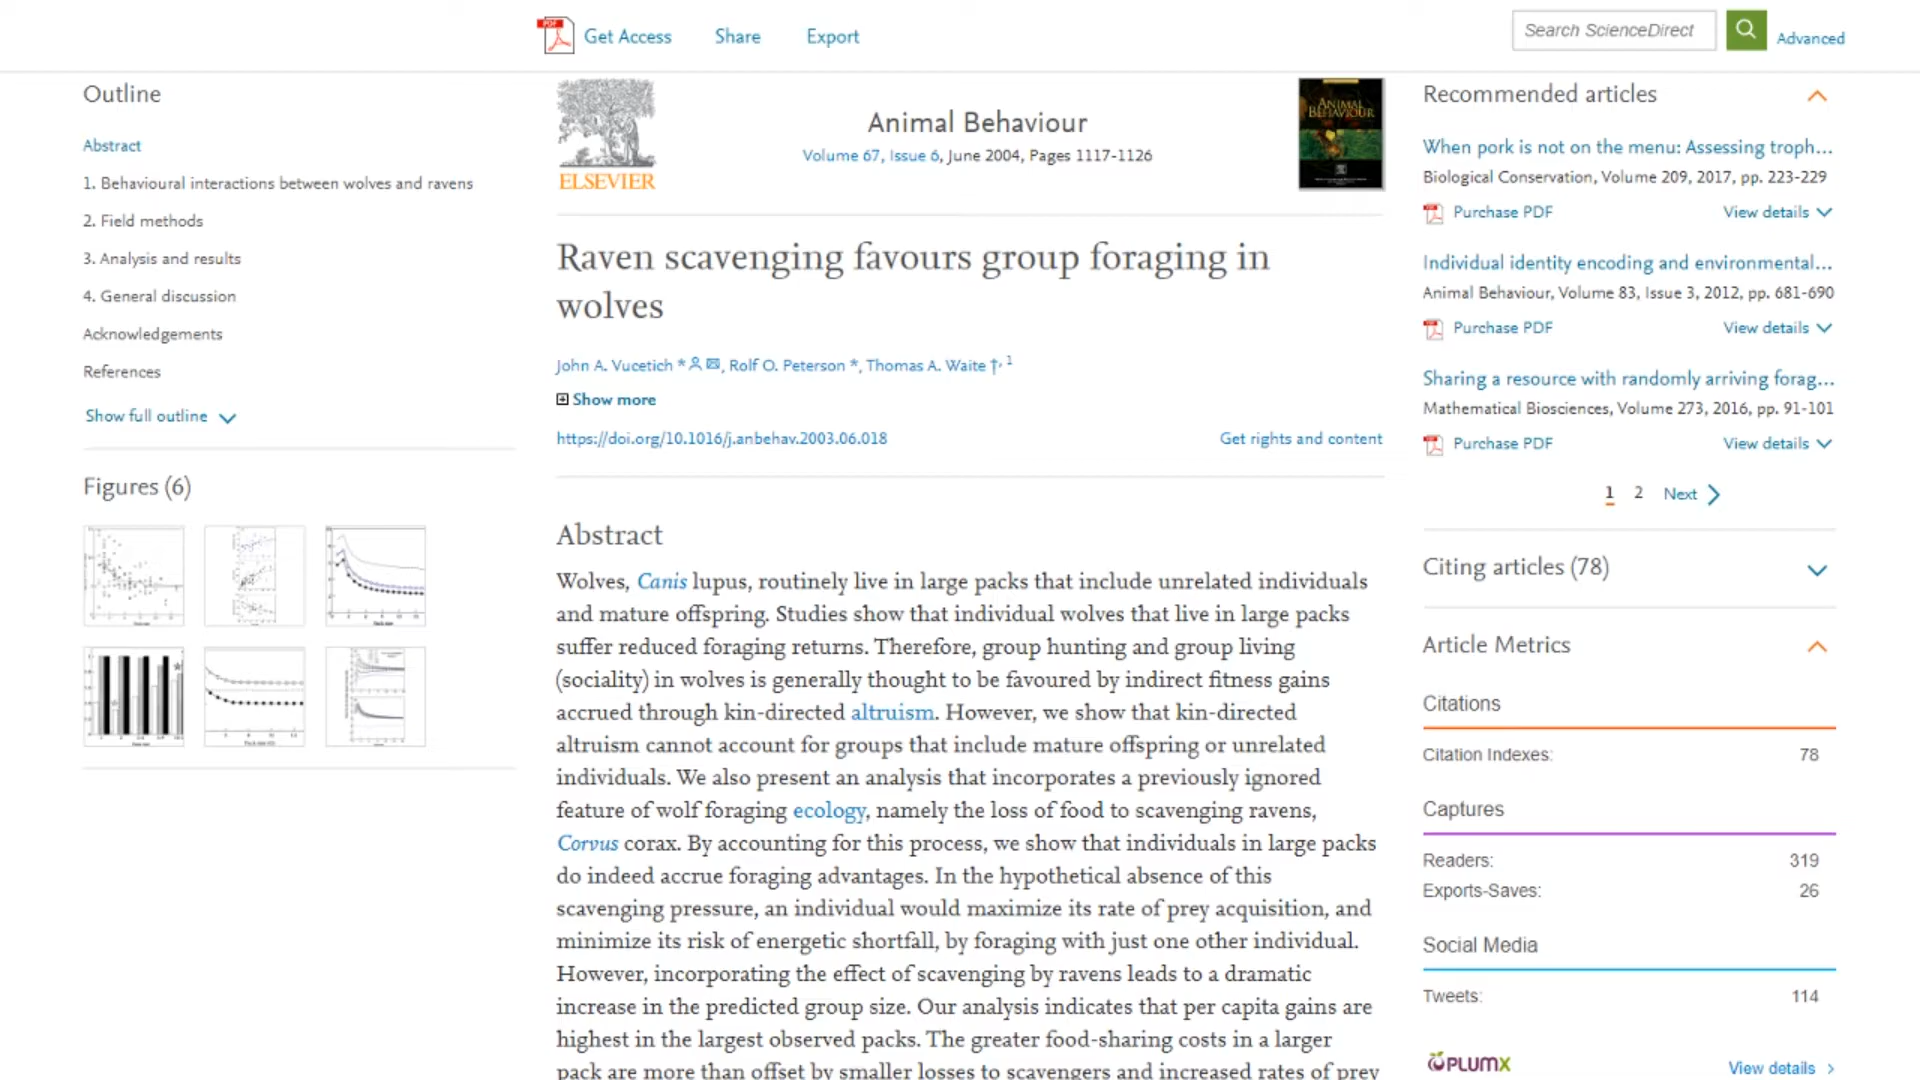 Get Access
Share
Export
Search ScienceDirect
Advanced
Outline
Abstract
1. Behavioural interactions between wolves and ravens
2. Field methods
3. Analysis and results
4. General discussion
Acknowledgements
References
Show full outline
Figures (6)
ELSEVIER
Animal Behaviour
Volume 67, Issue 6, June 2004, Pages 1117-1126
ANIMAL
BEHAVIOUR
Raven scavenging favours group foraging in
wolves
John A. Vucetich *, Rolf O. Peterson *, Thomas A. Waite †, 1
Show more
https://doi.org/10.1016/j.anbehav.2003.06.018
Get rights and content
Abstract
Wolves, Canis lupus, routinely live in large packs that include unrelated individuals
and mature offspring. Studies show that individual wolves that live in large packs
suffer reduced foraging returns. Therefore, group hunting and group living
(sociality) in wolves is generally thought to be favoured by indirect fitness gains
accrued through kin-directed altruism. However, we show that kin-directed
altruism cannot account for groups that include mature offspring or unrelated
individuals. We also present an analysis that incorporates a previously ignored
feature of wolf foraging ecology, namely the loss of food to scavenging ravens,
Corvus corax. By accounting for this process, we show that individuals in large packs
do indeed accrue foraging advantages. In the hypothetical absence of this
scavenging pressure, an individual would maximize its rate of prey acquisition, and
minimize its risk of energetic shortfall, by foraging with just one other individual.
However, incorporating the effect of scavenging by ravens leads to a dramatic
increase in the predicted group size. Our analysis indicates that per capita gains are
highest in the largest observed packs. The greater food-sharing costs in a larger
pack are more than offset by smaller losses to scavengers and increased rates of prey
Recommended articles
When pork is not on the menu: Assessing troph...
Biological Conservation, Volume 209, 2017, pp. 223-229
PDF Purchase PDF
View details
Individual identity encoding and environmental...
Animal Behaviour, Volume 83, Issue 3, 2012, pp. 681-690
PDF Purchase PDF
View details
Sharing a resource with randomly arriving forag...
Mathematical Biosciences, Volume 273, 2016, pp. 91-101
PDF Purchase PDF
View details
1 2 Next
Citing articles (78)
Article Metrics
Citations
Citation Indexes: 78
Captures
Readers: 319
Exports-Saves: 26
Social Media
Tweets: 114
PLUMX
View details